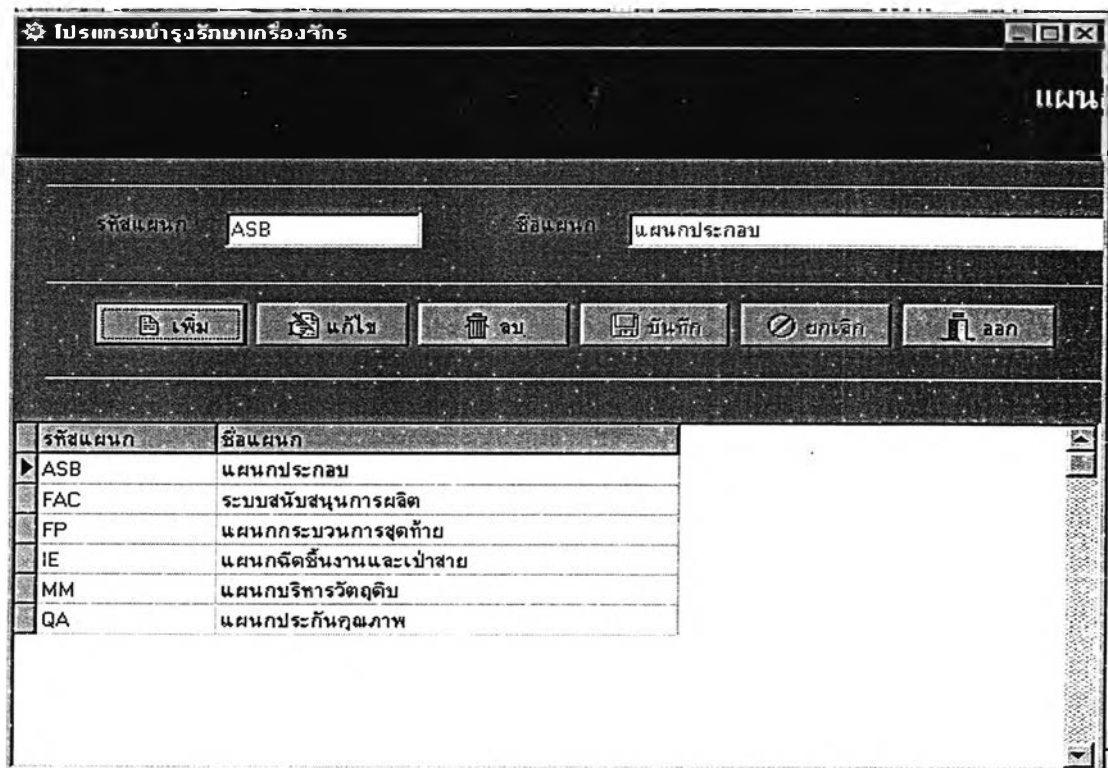 โปรแกรมบำรุงรักษาเครื่องจักร
แผน
รหัสแผนก ASB ชื่อแผนก แผนกประกอบ
เพิ่ม แก้ไข ลบ บันทึก ยกเลิก ออก
รหัสแผนก ชื่อแผนก
ASB แผนกประกอบ
FAC ระบบสนับสนุนการผลิต
FP แผนกกระบวนการสุดท้าย
IE แผนกฉีดชิ้นงานและเป่าสาย
MM แผนกบริหารวัตถุดิบ
QA แผนกประกันคุณภาพ